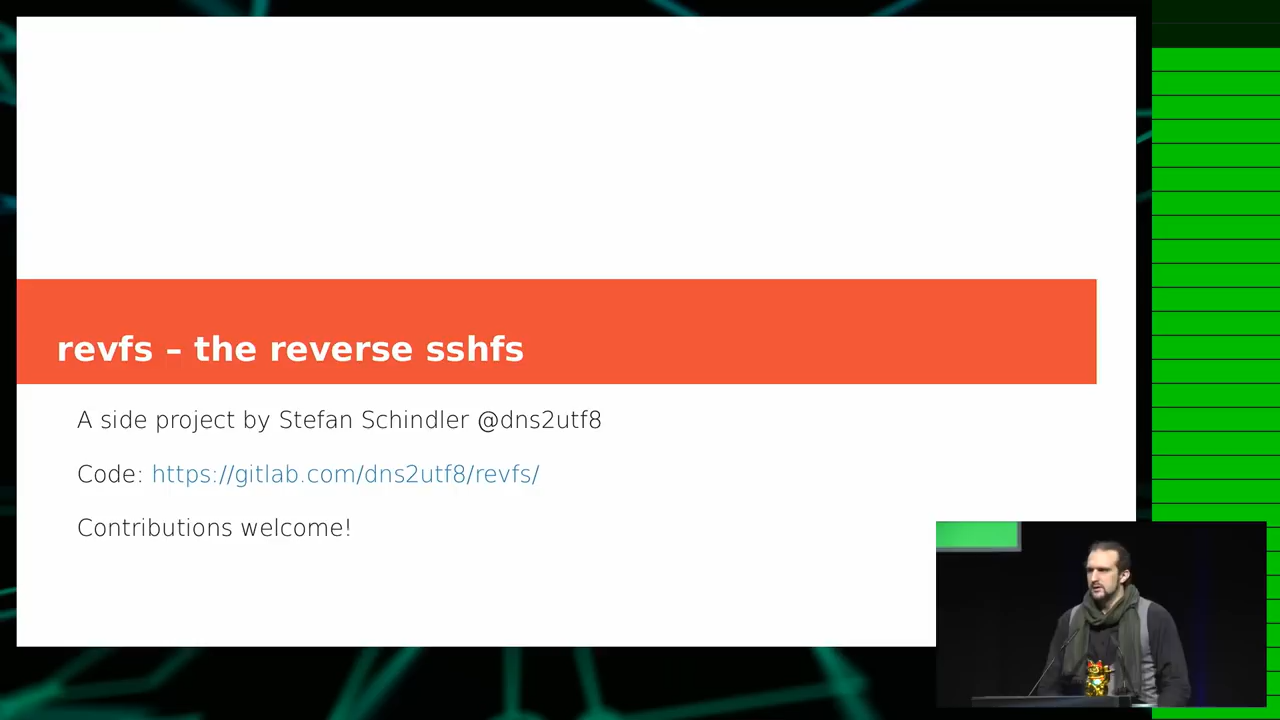 revfs – the reverse sshfs
A side project by Stefan Schindler @dns2utf8
Code: https://gitlab.com/dns2utf8/revfs/
Contributions welcome!